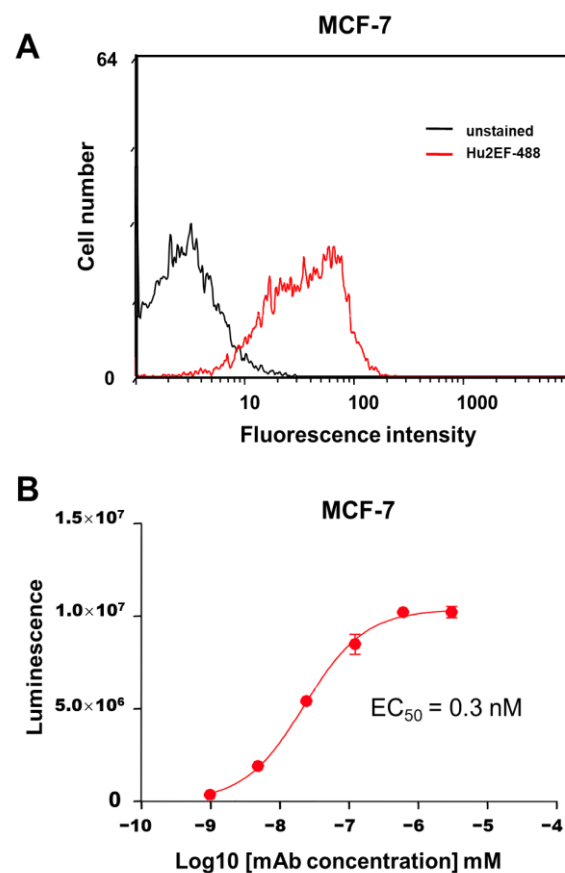 MCF-7
A
64
unstained
Hu2EF-488
Cell number
0
10 100 1000
Fluorescence intensity
B
MCF-7
1.5×10⁷
1.0×10⁷
5.0×10⁶
0
Luminescence
EC₅₀ = 0.3 nM
−10 −9 −8 −7 −6 −5 −4
Log10 [mAb concentration] mM